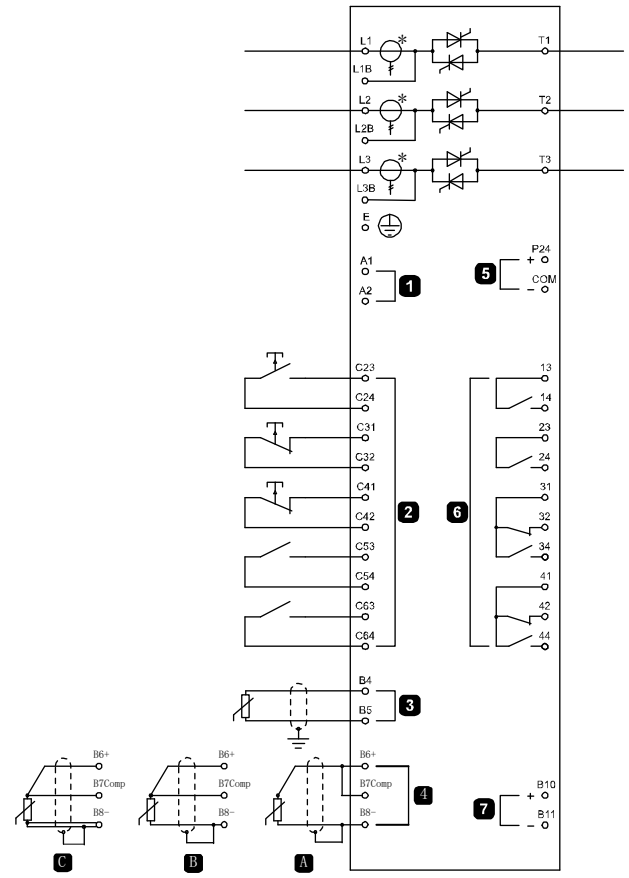 L1 * T1
L1B
L2 * T2
L2B
L3 * T3
L3B
E
P24
A1 +
1 5 COM
A2 −
C23 13
C24 14
C31 23
C32 24
C41 31
2 6
C42 32
C53 34
C54 41
C63 42
C64 44
B4
3
B5
B6+ B6+ B6+
B7Comp B7Comp B7Comp 4 + B10
7
B8- B8- B8- − B11
C B A